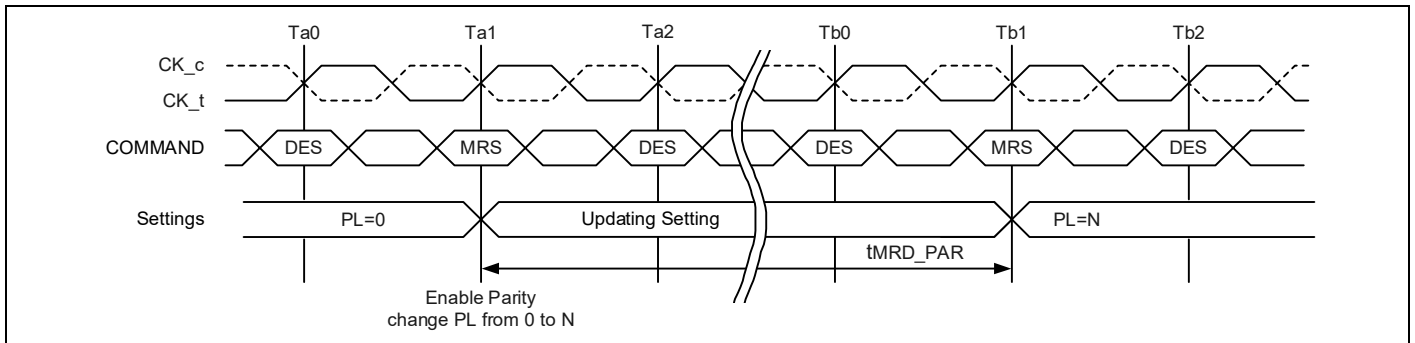 Ta0 Ta1 Ta2 Tb0 Tb1 Tb2
CK_c
CK_t
COMMAND DES MRS DES DES MRS DES
Settings PL=0 Updating Setting PL=N
tMRD_PAR
Enable Parity
change PL from 0 to N